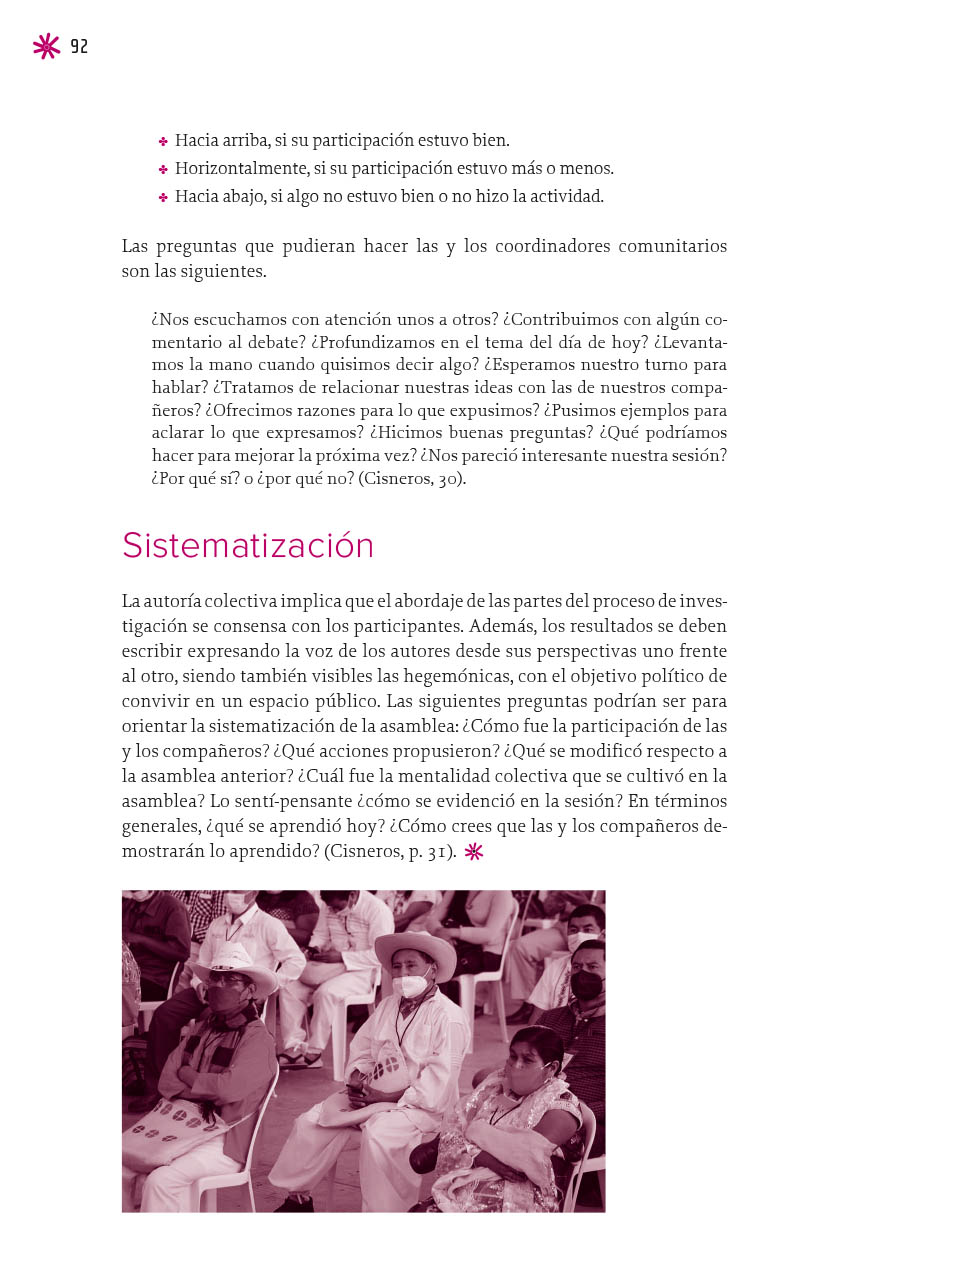 92
Hacia arriba, si su participación estuvo bien.
Horizontalmente, si su participación estuvo más o menos.
Hacia abajo, si algo no estuvo bien o no hizo la actividad.
Las preguntas que pudieran hacer las y los coordinadores comunitarios
son las siguientes.
¿Nos escuchamos con atención unos a otros? ¿Contribuimos con algún co-
mentario al debate? ¿Profundizamos en el tema del día de hoy? ¿Levanta-
mos la mano cuando quisimos decir algo? ¿Esperamos nuestro turno para
hablar? ¿Tratamos de relacionar nuestras ideas con las de nuestros compa-
ñeros? ¿Ofrecimos razones para lo que expusimos? ¿Pusimos ejemplos para
aclarar lo que expresamos? ¿Hicimos buenas preguntas? ¿Qué podríamos
hacer para mejorar la próxima vez? ¿Nos pareció interesante nuestra sesión?
¿Por qué sí? o ¿por qué no? (Cisneros, 30).
Sistematización
La autoría colectiva implica que el abordaje de las partes del proceso de inves-
tigación se consensa con los participantes. Además, los resultados se deben
escribir expresando la voz de los autores desde sus perspectivas uno frente
al otro, siendo también visibles las hegemónicas, con el objetivo político de
convivir en un espacio público. Las siguientes preguntas podrían ser para
orientar la sistematización de la asamblea: ¿Cómo fue la participación de las
y los compañeros? ¿Qué acciones propusieron? ¿Qué se modificó respecto a
la asamblea anterior? ¿Cuál fue la mentalidad colectiva que se cultivó en la
asamblea? Lo sentí-pensante ¿cómo se evidenció en la sesión? En términos
generales, ¿qué se aprendió hoy? ¿Cómo crees que las y los compañeros de-
mostrarán lo aprendido? (Cisneros, p. 31).